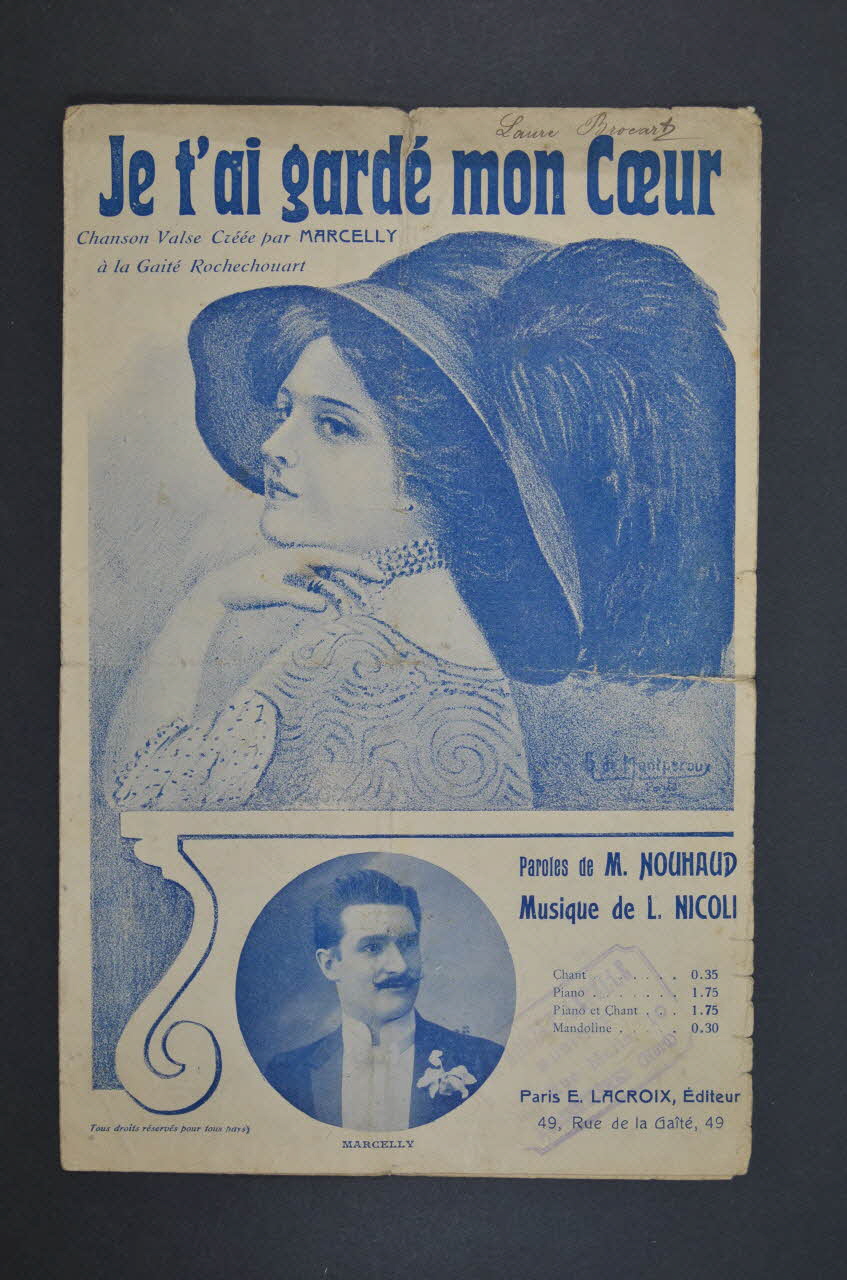 Laure Brocart
Je t'ai gardé mon Cœur
Chanson Valse Créée par MARCELLY
à la Gaité Rochechouart
G. de Montperoux
Paroles de M. NOUHAUD
Musique de L. NICOLI
Chant . . . . . . . 0.35
Piano . . . . . . . 1.75
Piano et Chant . . . 1.75
Mandoline . . . . . 0.30
Paris E. LACROIX, Éditeur
49, Rue de la Gaîté, 49
Tous droits réservés pour tous pays)
MARCELLY